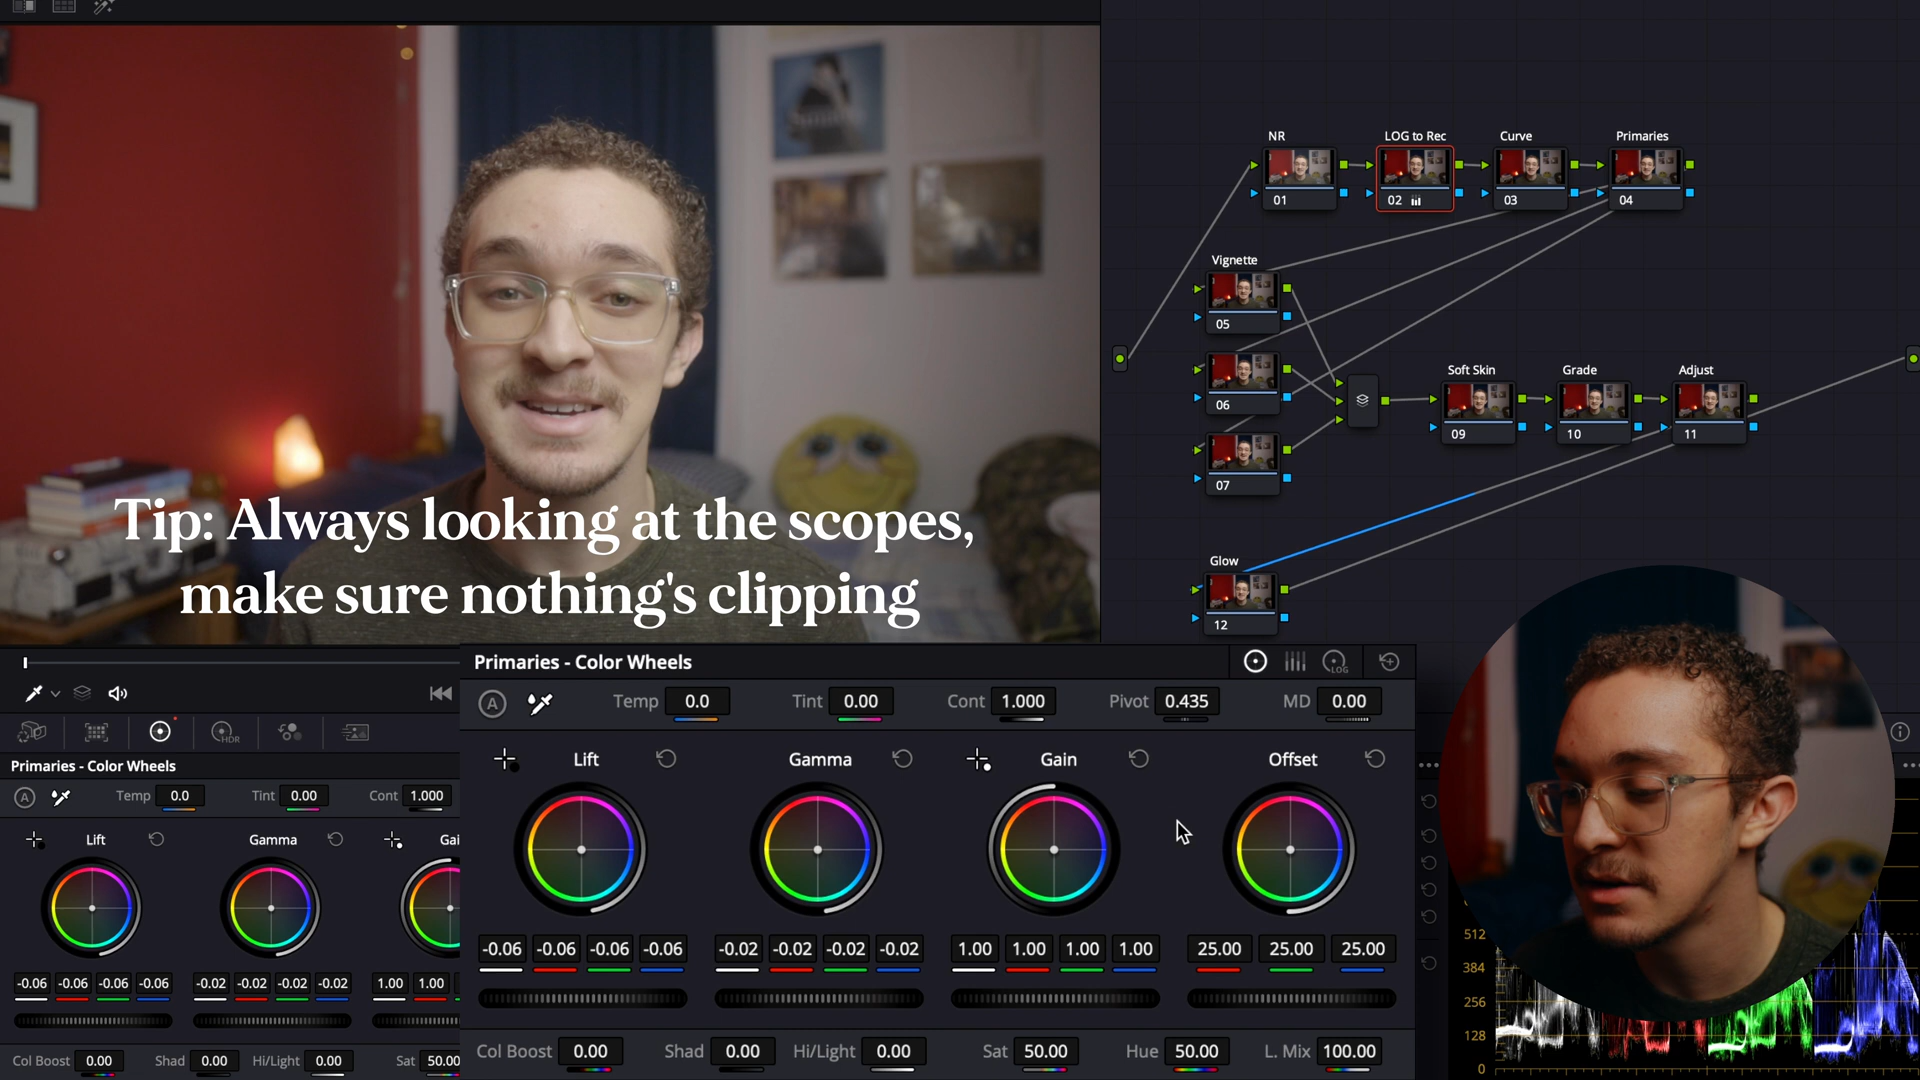 NR
LOG to Rec
Curve
Primaries
01
02
03
04
Vignette
05
06
07
Soft Skin
Grade
Adjust
09
10
11
Glow
12
Tip: Always looking at the scopes,
make sure nothing's clipping
Primaries - Color Wheels
LOG
A
Temp 0.0
Tint 0.00
Cont 1.000
Pivot 0.435
MD 0.00
Lift
Gamma
Gain
Offset
-0.06 -0.06 -0.06 -0.06
-0.02 -0.02 -0.02 -0.02
1.00 1.00 1.00 1.00
25.00 25.00 25.00
Col Boost 0.00
Shad 0.00
Hi/Light 0.00
Sat 50.00
Hue 50.00
L. Mix 100.00
HDR
Primaries - Color Wheels
A
Temp 0.0
Tint 0.00
Cont 1.000
Lift
Gamma
Gai
-0.06 -0.06 -0.06 -0.06
-0.02 -0.02 -0.02 -0.02
1.00 1.00
Col Boost 0.00
Shad 0.00
Hi/Light 0.00
Sat 50.00
512
384
256
128
0